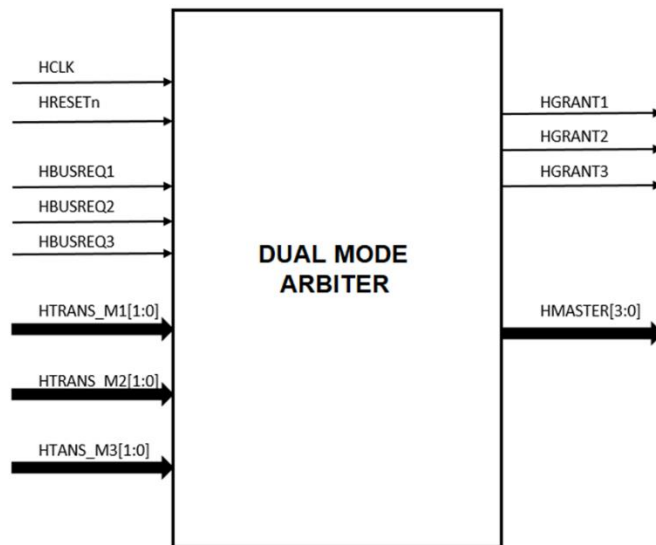 HCLK
HRESETn
HBUSREQ1
HBUSREQ2
HBUSREQ3
HTRANS_M1[1:0]
HTRANS_M2[1:0]
HTANS_M3[1:0]
DUAL MODE
ARBITER
HGRANT1
HGRANT2
HGRANT3
HMASTER[3:0]